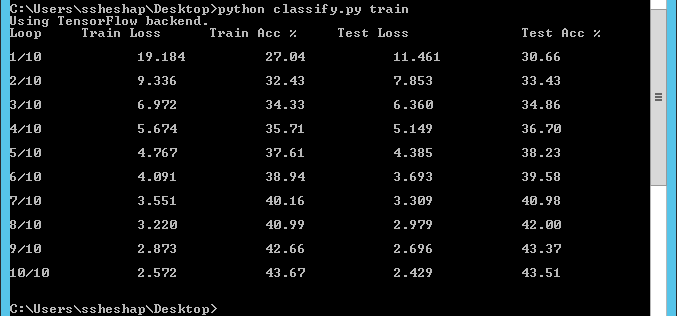 C:\Users\ssheshap\Desktop>python classify.py train
Using TensorFlow backend.
Loop Train Loss Train Acc % Test Loss Test Acc %
1/10 19.184 27.04 11.461 30.66
2/10 9.336 32.43 7.853 33.43
3/10 6.972 34.33 6.360 34.86
4/10 5.674 35.71 5.149 36.70
5/10 4.767 37.61 4.385 38.23
6/10 4.091 38.94 3.693 39.58
7/10 3.551 40.16 3.309 40.98
8/10 3.220 40.99 2.979 42.00
9/10 2.873 42.66 2.696 43.37
10/10 2.572 43.67 2.429 43.51
C:\Users\ssheshap\Desktop>